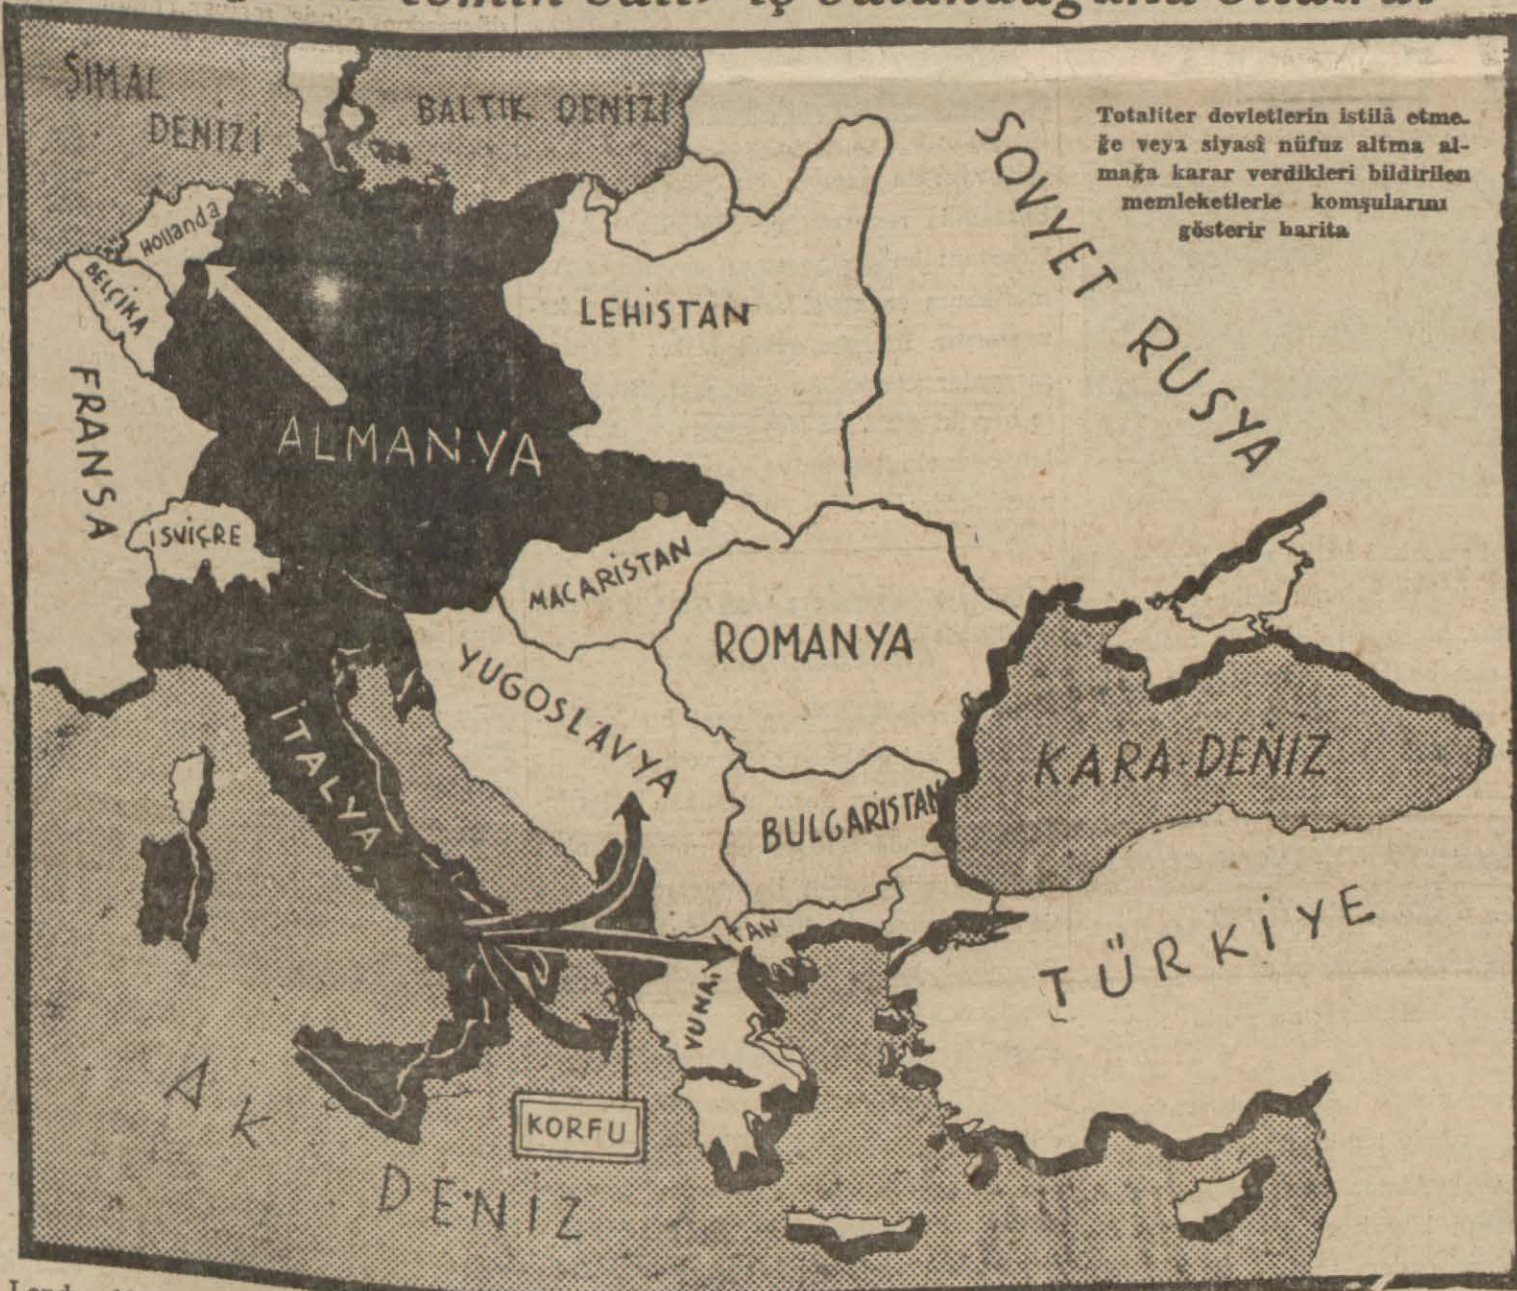 ŞİMAL
DENİZİ
BALTIK DENİZİ
Totaliter devletlerin istilâ etme-
ğe veya siyasî nüfuz altına al-
mağa karar verdikleri bildirilen
memleketlerle komşularını
gösterir harita
SOVYET RUSYA
Hollanda
BELÇİKA
LEHİSTAN
FRANSA
ALMANYA
İSVİÇRE
MACARİSTAN
ROMANYA
YUGOSLAVYA
İTALYA
KARA-DENİZ
BULGARİSTAN
TÜRKİYE
YUNANİSTAN
KORFU
AK
DENİZ